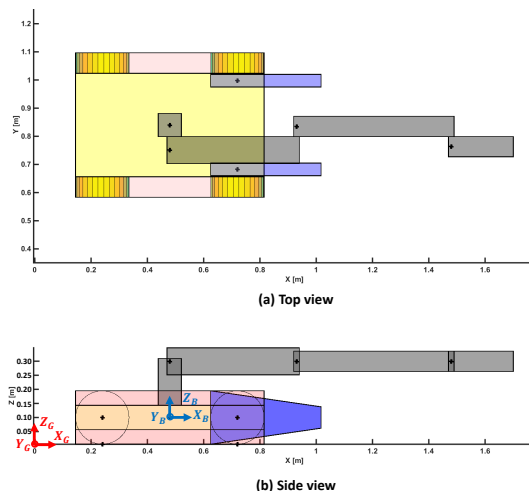 1.2
1.1
1
0.9
0.8
Y [m]
0.7
0.6
0.5
0.4
0
0.2
0.4
0.6
0.8
1
1.2
1.4
1.6
X [m]
(a) Top view
0.30
0.25
0.20
Z [m]
0.15
0.10
0.05
Z_B
Y_B
X_B
Z_G
Y_G
X_G
0
0.2
0.4
0.6
0.8
1
1.2
1.4
1.6
X [m]
(b) Side view